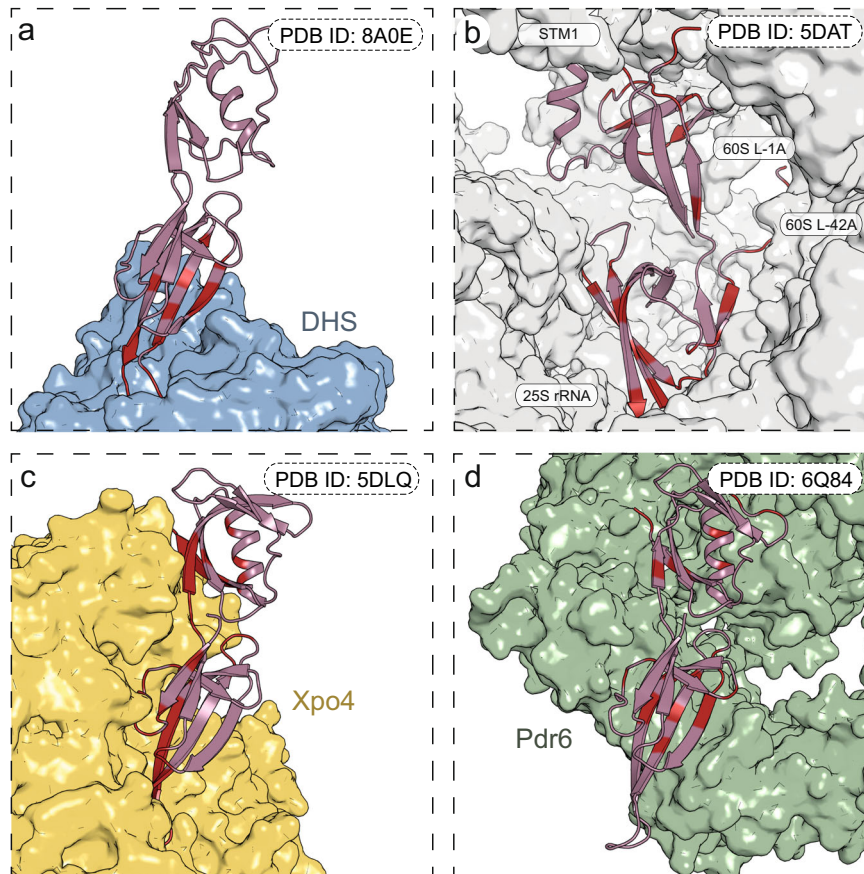 a
PDB ID: 8A0E
DHS
b
STM1
PDB ID: 5DAT
60S L-1A
60S L-42A
25S rRNA
c
PDB ID: 5DLQ
Xpo4
d
PDB ID: 6Q84
Pdr6